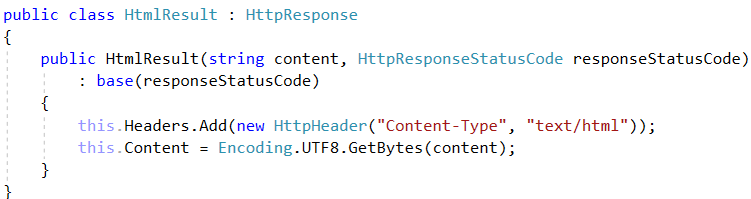 public class HtmlResult : HttpResponse
{
    public HtmlResult(string content, HttpResponseStatusCode responseStatusCode)
        : base(responseStatusCode)
    {
        this.Headers.Add(new HttpHeader("Content-Type", "text/html"));
        this.Content = Encoding.UTF8.GetBytes(content);
    }
}